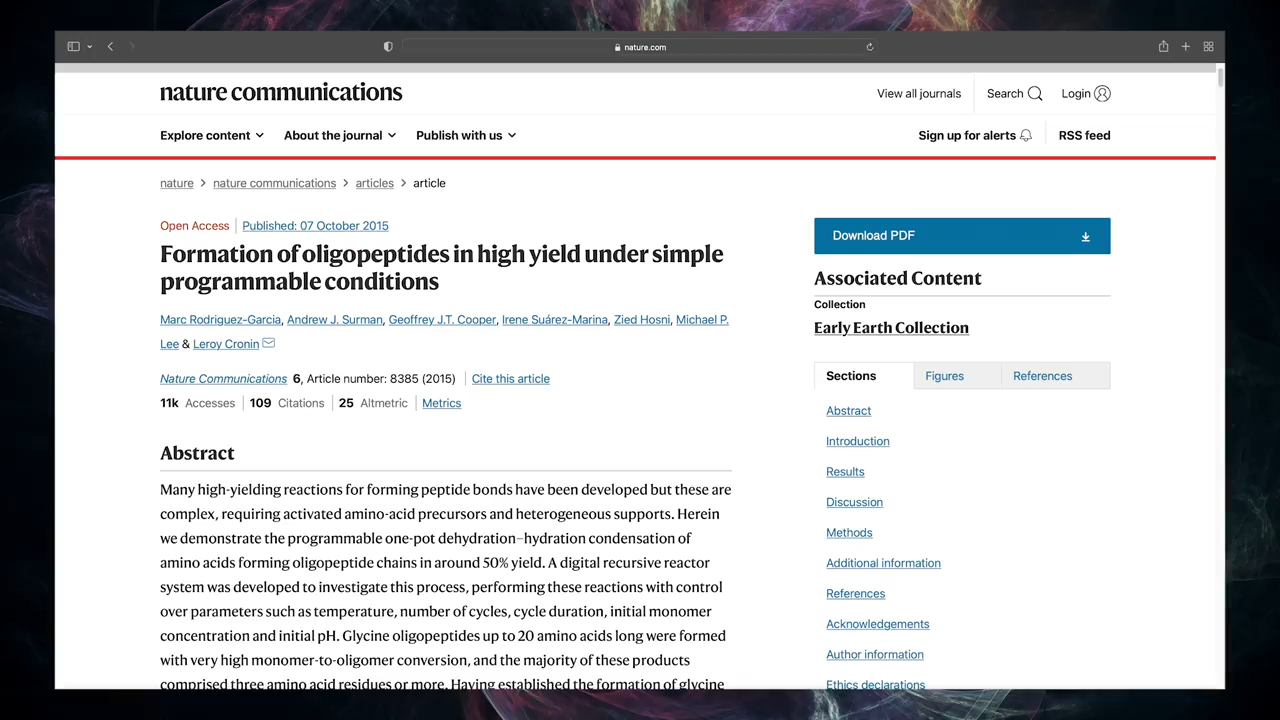 nature.com
nature communications
View all journals
Search
Login
Explore content
About the journal
Publish with us
Sign up for alerts
RSS feed
nature > nature communications > articles > article
Open Access
Published: 07 October 2015
Formation of oligopeptides in high yield under simple
programmable conditions
Marc Rodriguez-Garcia, Andrew J. Surman, Geoffrey J.T. Cooper, Irene Suárez-Marina, Zied Hosni, Michael P.
Lee & Leroy Cronin
Nature Communications 6, Article number: 8385 (2015)
Cite this article
11k Accesses
109 Citations
25 Altmetric
Metrics
Abstract
Many high-yielding reactions for forming peptide bonds have been developed but these are
complex, requiring activated amino-acid precursors and heterogeneous supports. Herein
we demonstrate the programmable one-pot dehydration–hydration condensation of
amino acids forming oligopeptide chains in around 50% yield. A digital recursive reactor
system was developed to investigate this process, performing these reactions with control
over parameters such as temperature, number of cycles, cycle duration, initial monomer
concentration and initial pH. Glycine oligopeptides up to 20 amino acids long were formed
with very high monomer-to-oligomer conversion, and the majority of these products
comprised three amino acid residues or more. Having established the formation of glycine
Download PDF
Associated Content
Collection
Early Earth Collection
Sections
Figures
References
Abstract
Introduction
Results
Discussion
Methods
Additional information
References
Acknowledgements
Author information
Ethics declarations